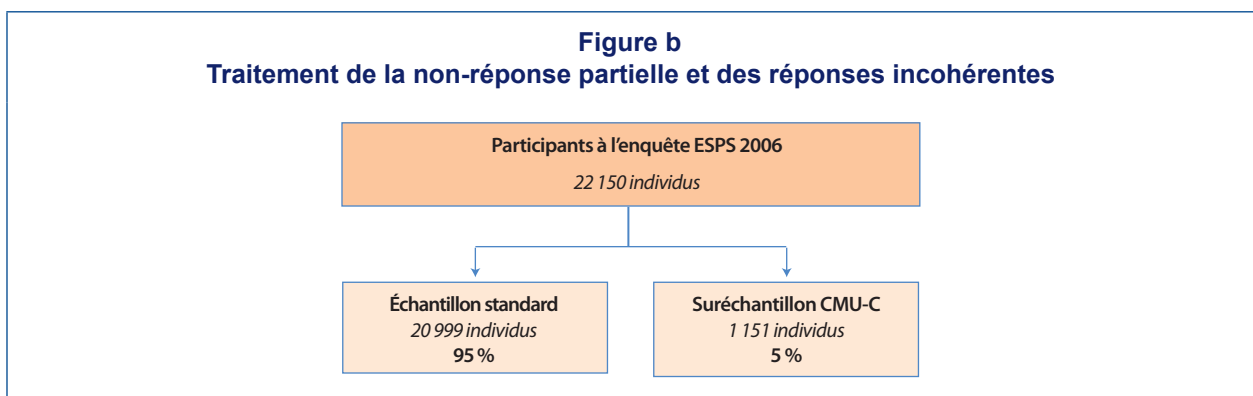 Figure b
Traitement de la non-réponse partielle et des réponses incohérentes
Participants à l'enquête ESPS 2006
22 150 individus
Échantillon standard
20 999 individus
95 %
Suréchantillon CMU-C
1 151 individus
5 %